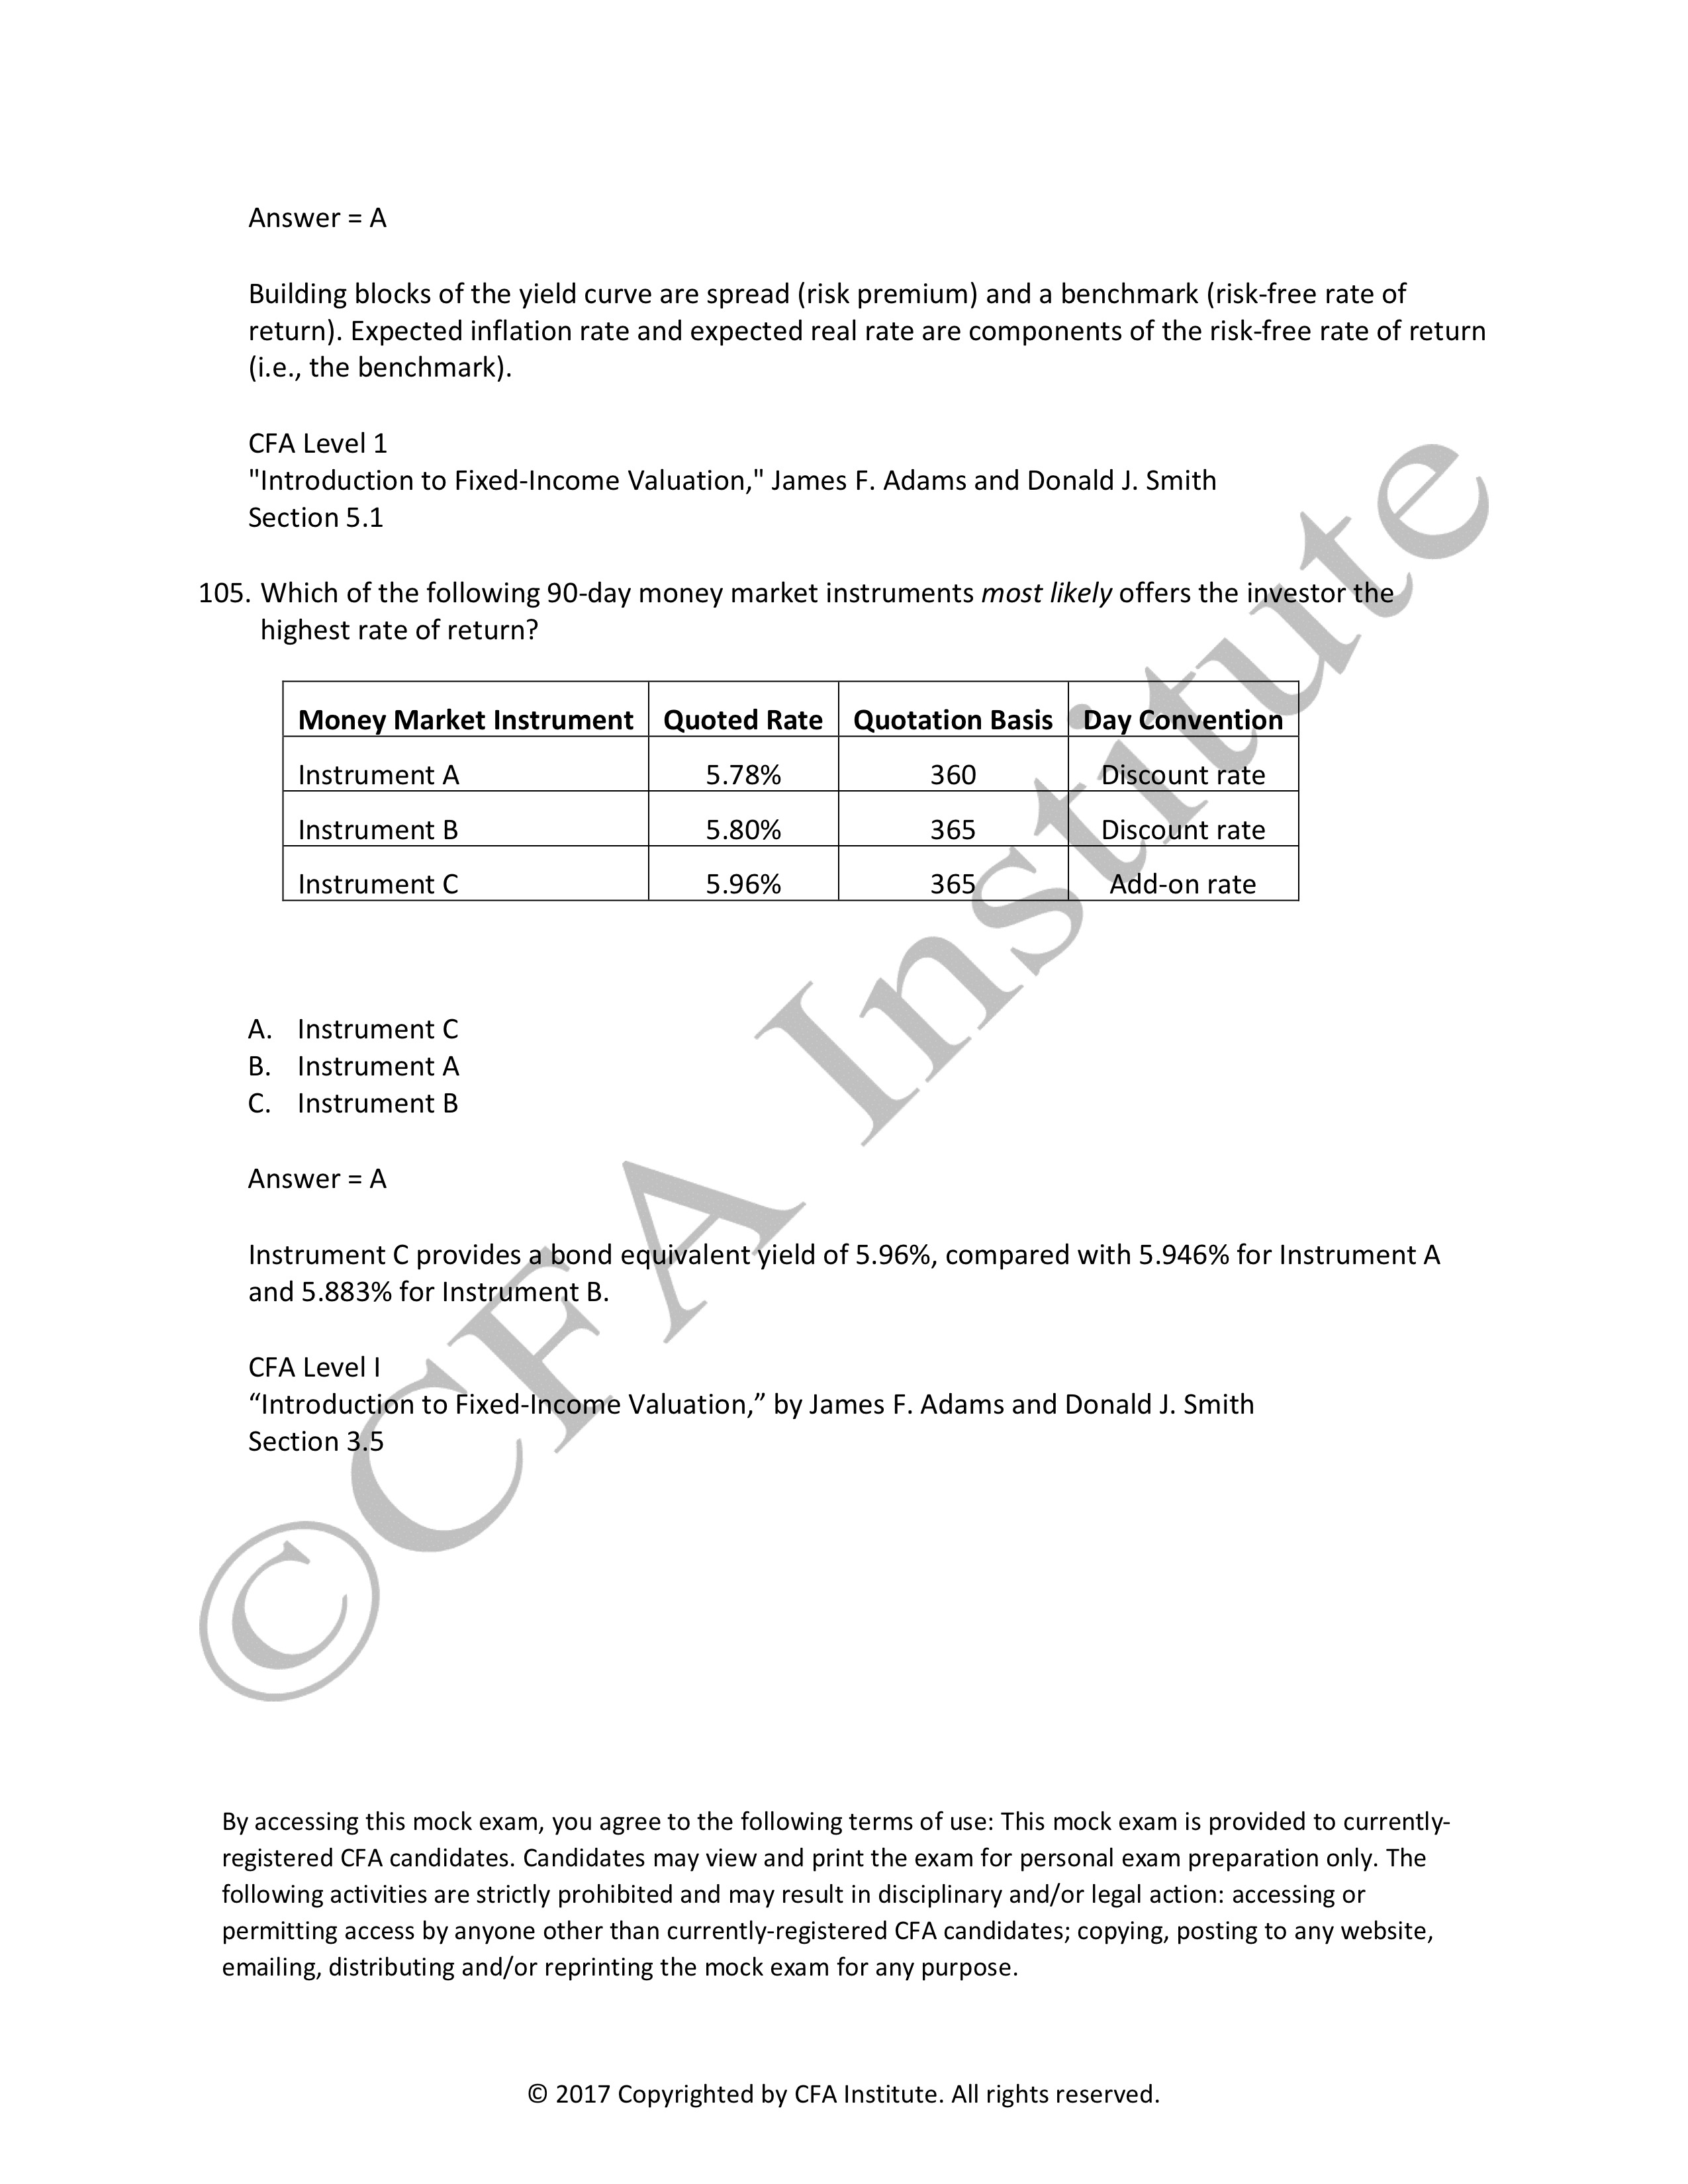 Answer = A
Building blocks of the yield curve are spread (risk premium) and a benchmark (risk-free rate of
return). Expected inflation rate and expected real rate are components of the risk-free rate of return
(i.e., the benchmark).
CFA Level 1
"Introduction to Fixed-Income Valuation," James F. Adams and Donald J. Smith
Section 5.1
105. Which of the following 90-day money market instruments most likely offers the investor the
highest rate of return?
Money Market Instrument Quoted Rate Quotation Basis Day Convention
Instrument A 5.78% 360 Discount rate
Instrument B 5.80% 365 Discount rate
Instrument C 5.96% 365 Add-on rate
A. Instrument C
B. Instrument A
C. Instrument B
Answer = A
Instrument C provides a bond equivalent yield of 5.96%, compared with 5.946% for Instrument A
and 5.883% for Instrument B.
CFA Level I
“Introduction to Fixed-Income Valuation,” by James F. Adams and Donald J. Smith
Section 3.5
©CFA Institute
By accessing this mock exam, you agree to the following terms of use: This mock exam is provided to currently-
registered CFA candidates. Candidates may view and print the exam for personal exam preparation only. The
following activities are strictly prohibited and may result in disciplinary and/or legal action: accessing or
permitting access by anyone other than currently-registered CFA candidates; copying, posting to any website,
emailing, distributing and/or reprinting the mock exam for any purpose.
© 2017 Copyrighted by CFA Institute. All rights reserved.